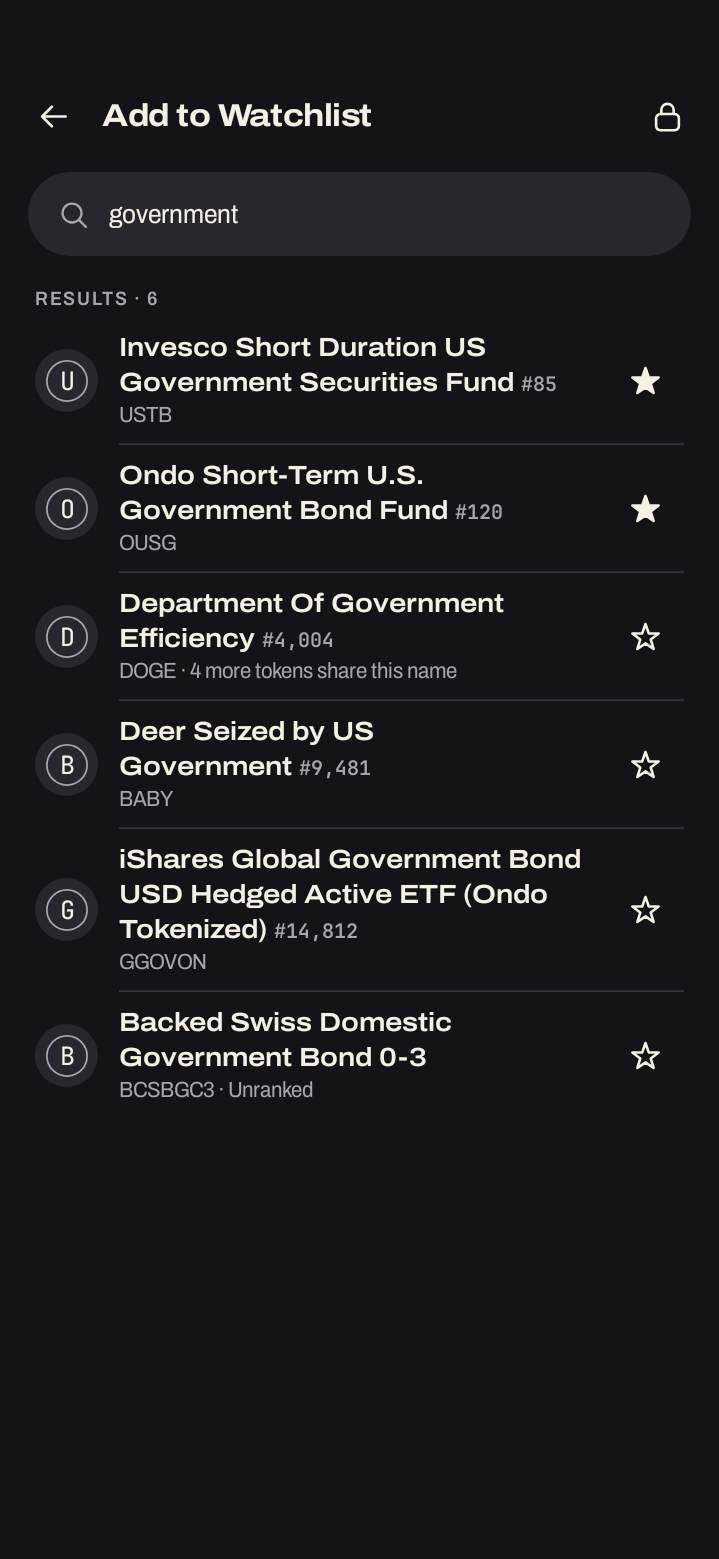 Add to Watchlist
government
RESULTS · 6
U
Invesco Short Duration US
Government Securities Fund #85
USTB
O
Ondo Short-Term U.S.
Government Bond Fund #120
OUSG
D
Department Of Government
Efficiency #4,004
DOGE · 4 more tokens share this name
B
Deer Seized by US
Government #9,481
BABY
G
iShares Global Government Bond
USD Hedged Active ETF (Ondo
Tokenized) #14,812
GGOVON
B
Backed Swiss Domestic
Government Bond 0-3
BCSBGC3 · Unranked